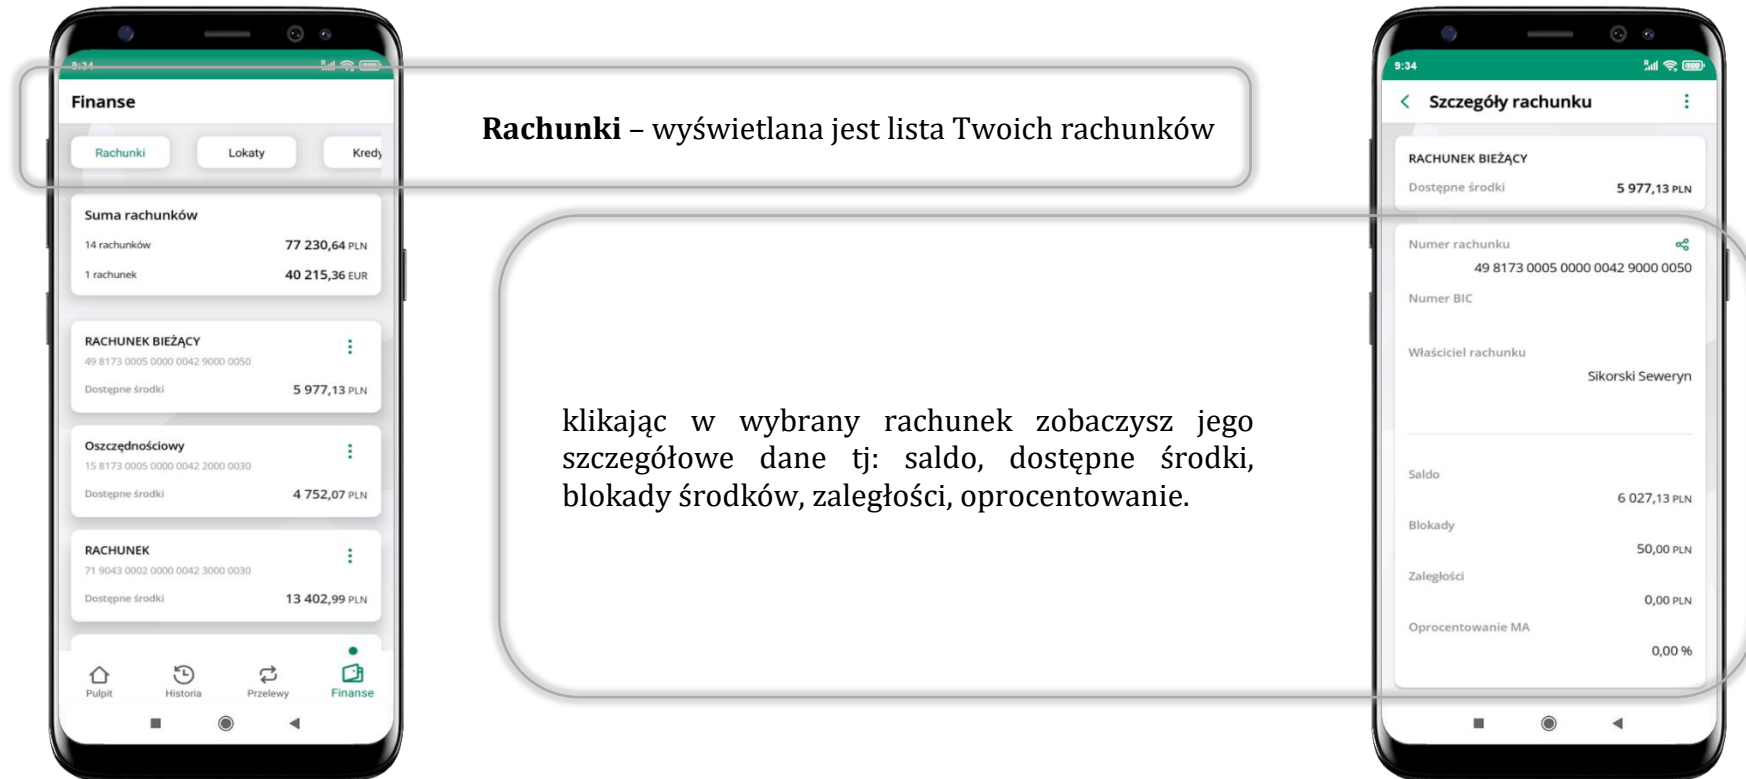 9:34
Finanse
Rachunki
Lokaty
Kredy
Suma rachunków
14 rachunków 77 230,64 PLN
1 rachunek 40 215,36 EUR
RACHUNEK BIEŻĄCY
49 8173 0005 0000 0042 9000 0050
Dostępne środki 5 977,13 PLN
Oszczędnościowy
15 8173 0005 0000 0042 2000 0030
Dostępne środki 4 752,07 PLN
RACHUNEK
71 9043 0002 0000 0042 3000 0030
Dostępne środki 13 402,99 PLN
Pulpit Historia Przelewy Finanse
Rachunki – wyświetlana jest lista Twoich rachunków
klikając w wybrany rachunek zobaczysz jego
szczegółowe dane tj: saldo, dostępne środki,
blokady środków, zaległości, oprocentowanie.
9:34
Szczegóły rachunku
RACHUNEK BIEŻĄCY
Dostępne środki 5 977,13 PLN
Numer rachunku
49 8173 0005 0000 0042 9000 0050
Numer BIC
Właściciel rachunku
Sikorski Seweryn
Saldo
6 027,13 PLN
Blokady
50,00 PLN
Zaległości
0,00 PLN
Oprocentowanie MA
0,00 %